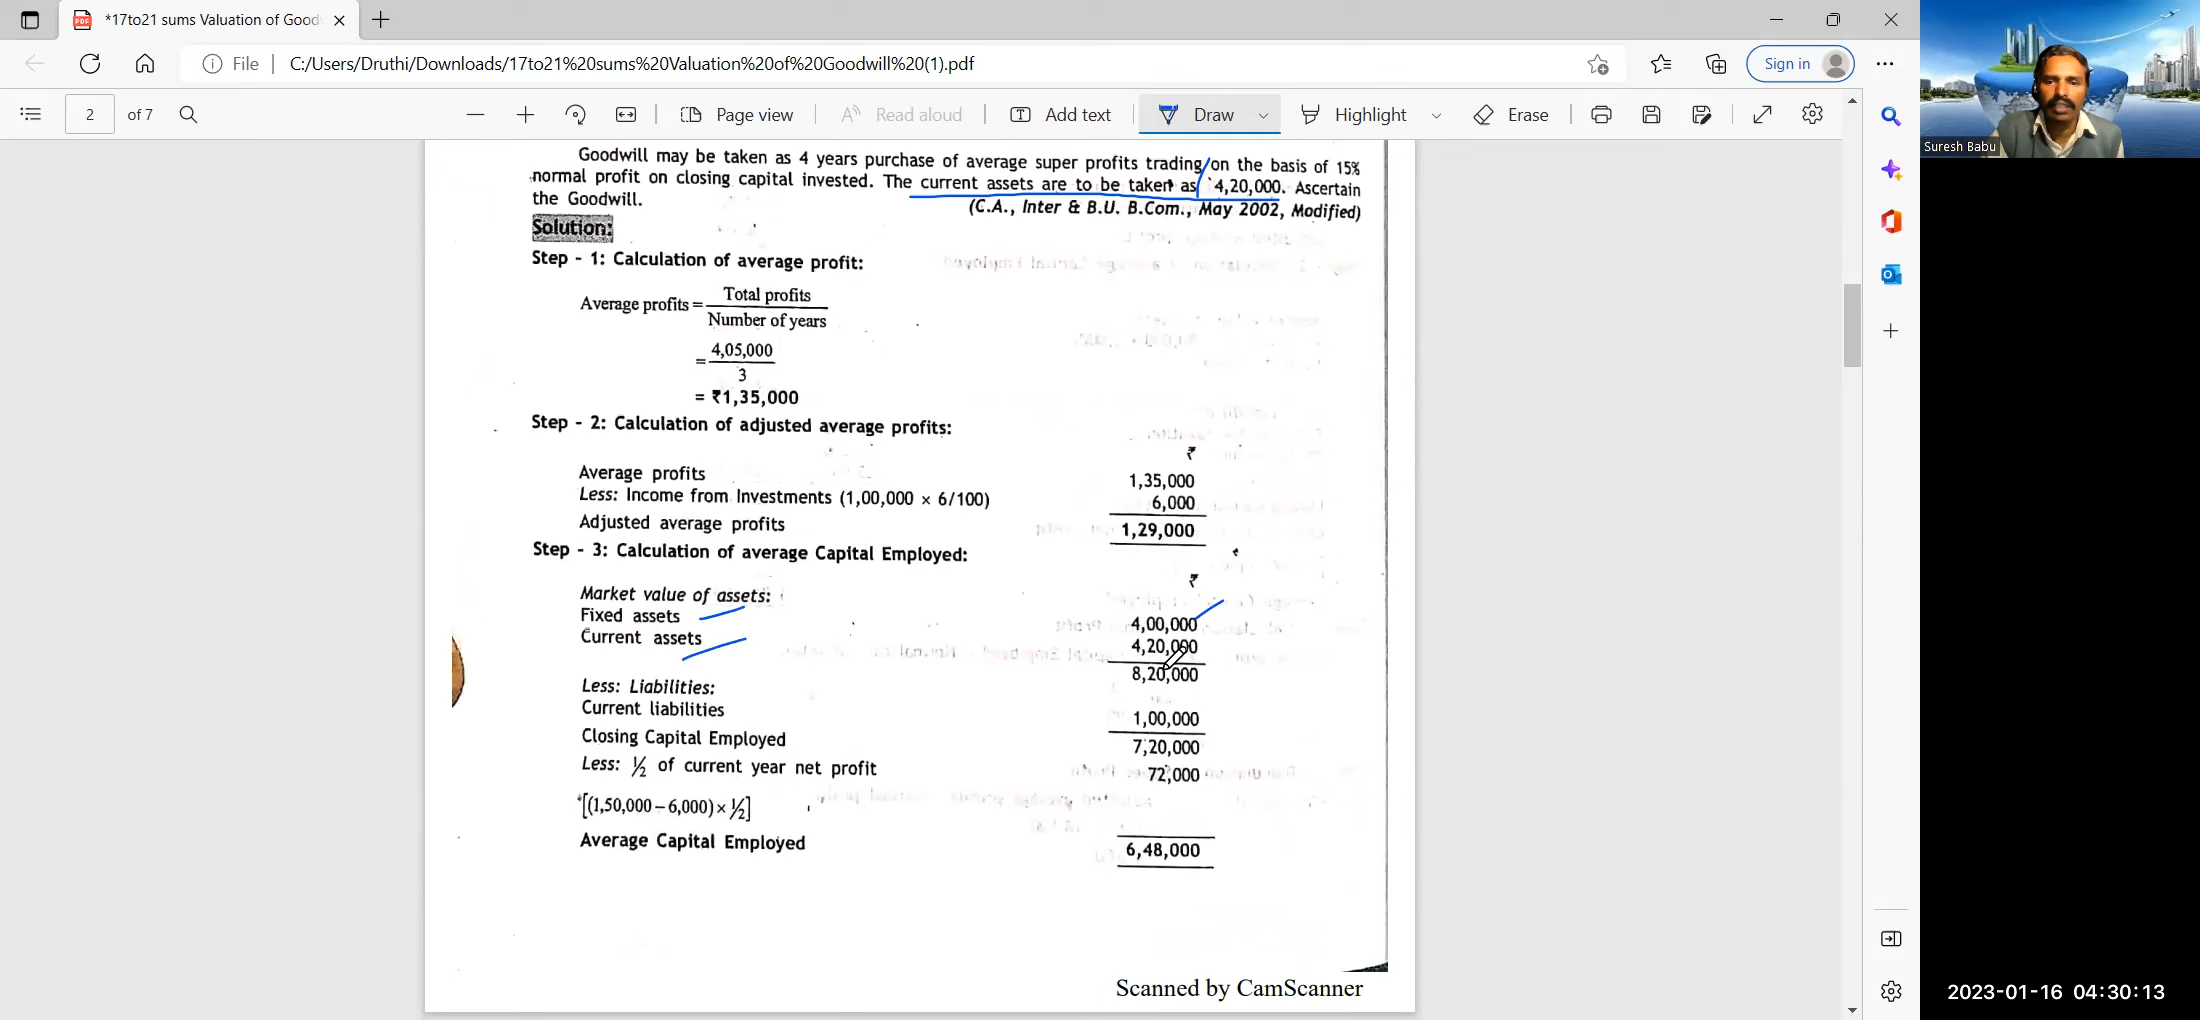 *17to21 sums Valuation of Good
File
C:/Users/Druthi/Downloads/17to21%20sums%20Valuation%20of%20Goodwill%20(1).pdf
Sign in
2 of 7
Page view
Read aloud
Add text
Draw
Highlight
Erase
Suresh Babu
Goodwill may be taken as 4 years purchase of average super profits trading on the basis of 15%
normal profit on closing capital invested. The current assets are to be taken as 4,20,000. Ascertain
the Goodwill.
(C.A., Inter & B.U. B.Com., May 2002, Modified)
Solution:
Step - 1: Calculation of average profit:
Average profits = Total profits
Number of years
= 4,05,000
3
= ₹1,35,000
Step - 2: Calculation of adjusted average profits:
₹
Average profits 1,35,000
Less: Income from Investments (1,00,000 × 6/100) 6,000
Adjusted average profits 1,29,000
Step - 3: Calculation of average Capital Employed:
₹
Market value of assets:
Fixed assets 4,00,000
Current assets 4,20,000
8,20,000
Less: Liabilities:
Current liabilities 1,00,000
Closing Capital Employed 7,20,000
Less: ½ of current year net profit 72,000
[(1,50,000 – 6,000) × ½]
Average Capital Employed 6,48,000
Scanned by CamScanner
2023-01-16 04:30:13